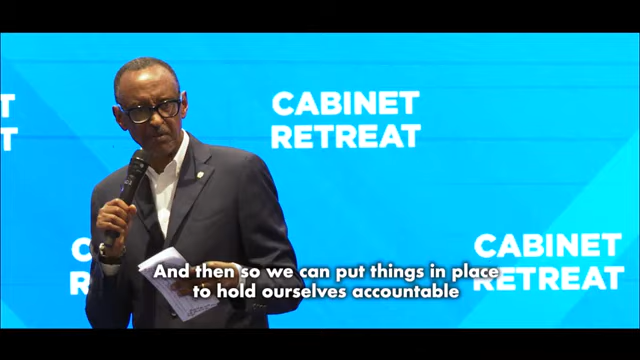 CABINET
RETREAT
T
T
CABINET
RETREAT
C
R
And then so we can put things in place
to hold ourselves accountable